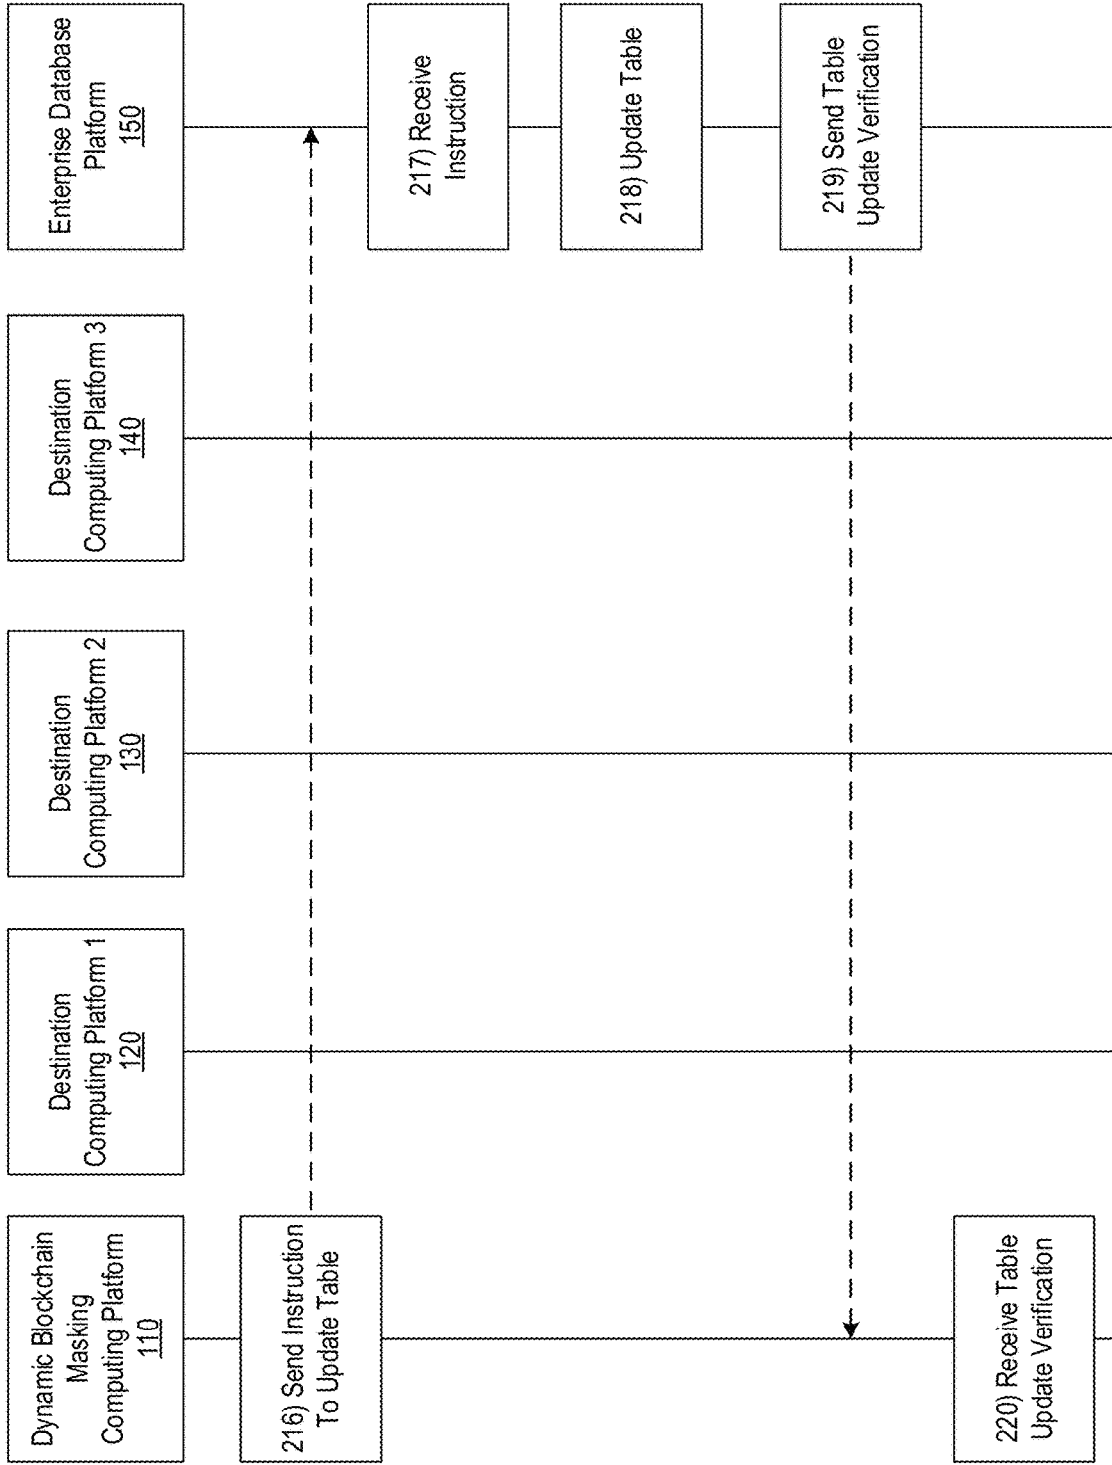 Dynamic Blockchain
Masking
Computing Platform
110
Destination
Computing Platform 1
120
Destination
Computing Platform 2
130
Destination
Computing Platform 3
140
Enterprise Database
Platform
150
216) Send Instruction
To Update Table
217) Receive
Instruction
218) Update Table
219) Send Table
Update Verification
220) Receive Table
Update Verification